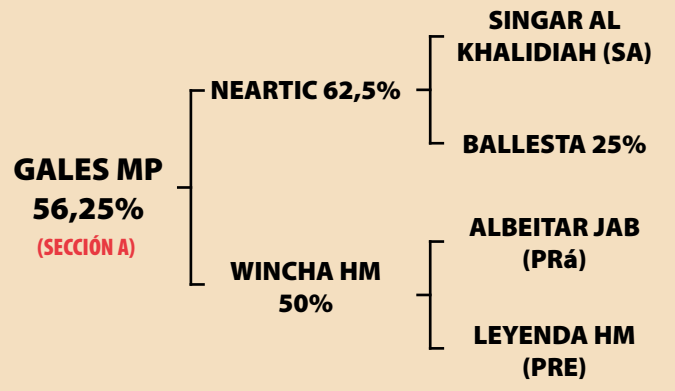 GALES MP
56,25%
(SECCIÓN A)
NEARTIC 62,5%
WINCHA HM
50%
SINGAR AL
KHALIDIAH (SA)
BALLESTA 25%
ALBEITAR JAB
(PRá)
LEYENDA HM
(PRE)